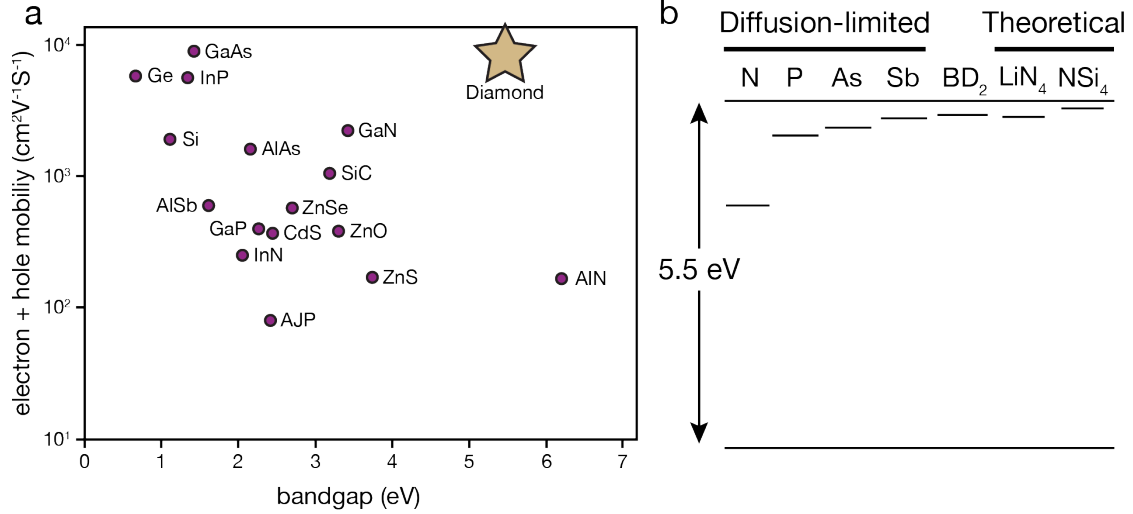 a
electron + hole mobiliy (cm²V⁻¹S⁻¹)
10⁴
10³
10²
10¹
GaAs
Ge
InP
Diamond
Si
GaN
AlAs
SiC
AlSb
ZnSe
GaP
CdS
ZnO
InN
ZnS
AlN
AJP
0 1 2 3 4 5 6 7
bandgap (eV)
b
Diffusion-limited Theoretical
N P As Sb BD₂ LiN₄ NSi₄
5.5 eV